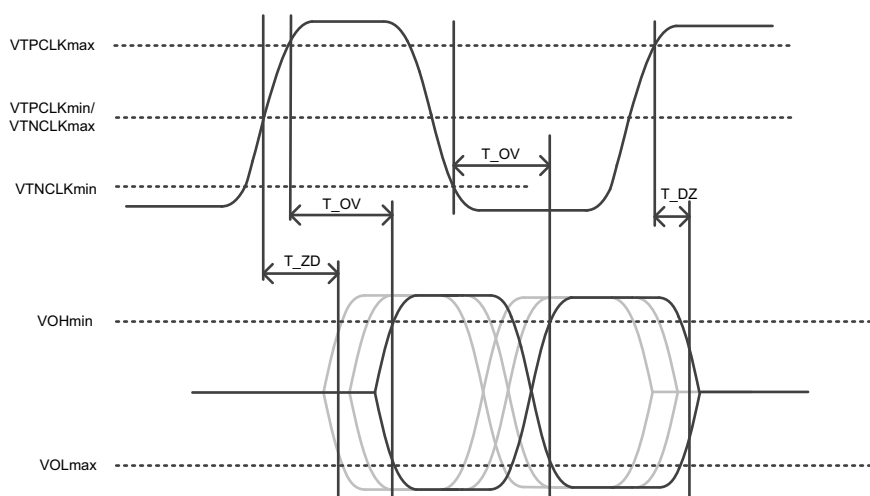 VTPCLKmax
VTPCLKmin/
VTNCLKmax
T_OV
VTNCLKmin
T_DZ
T_OV
T_ZD
VOHmin
VOLmax